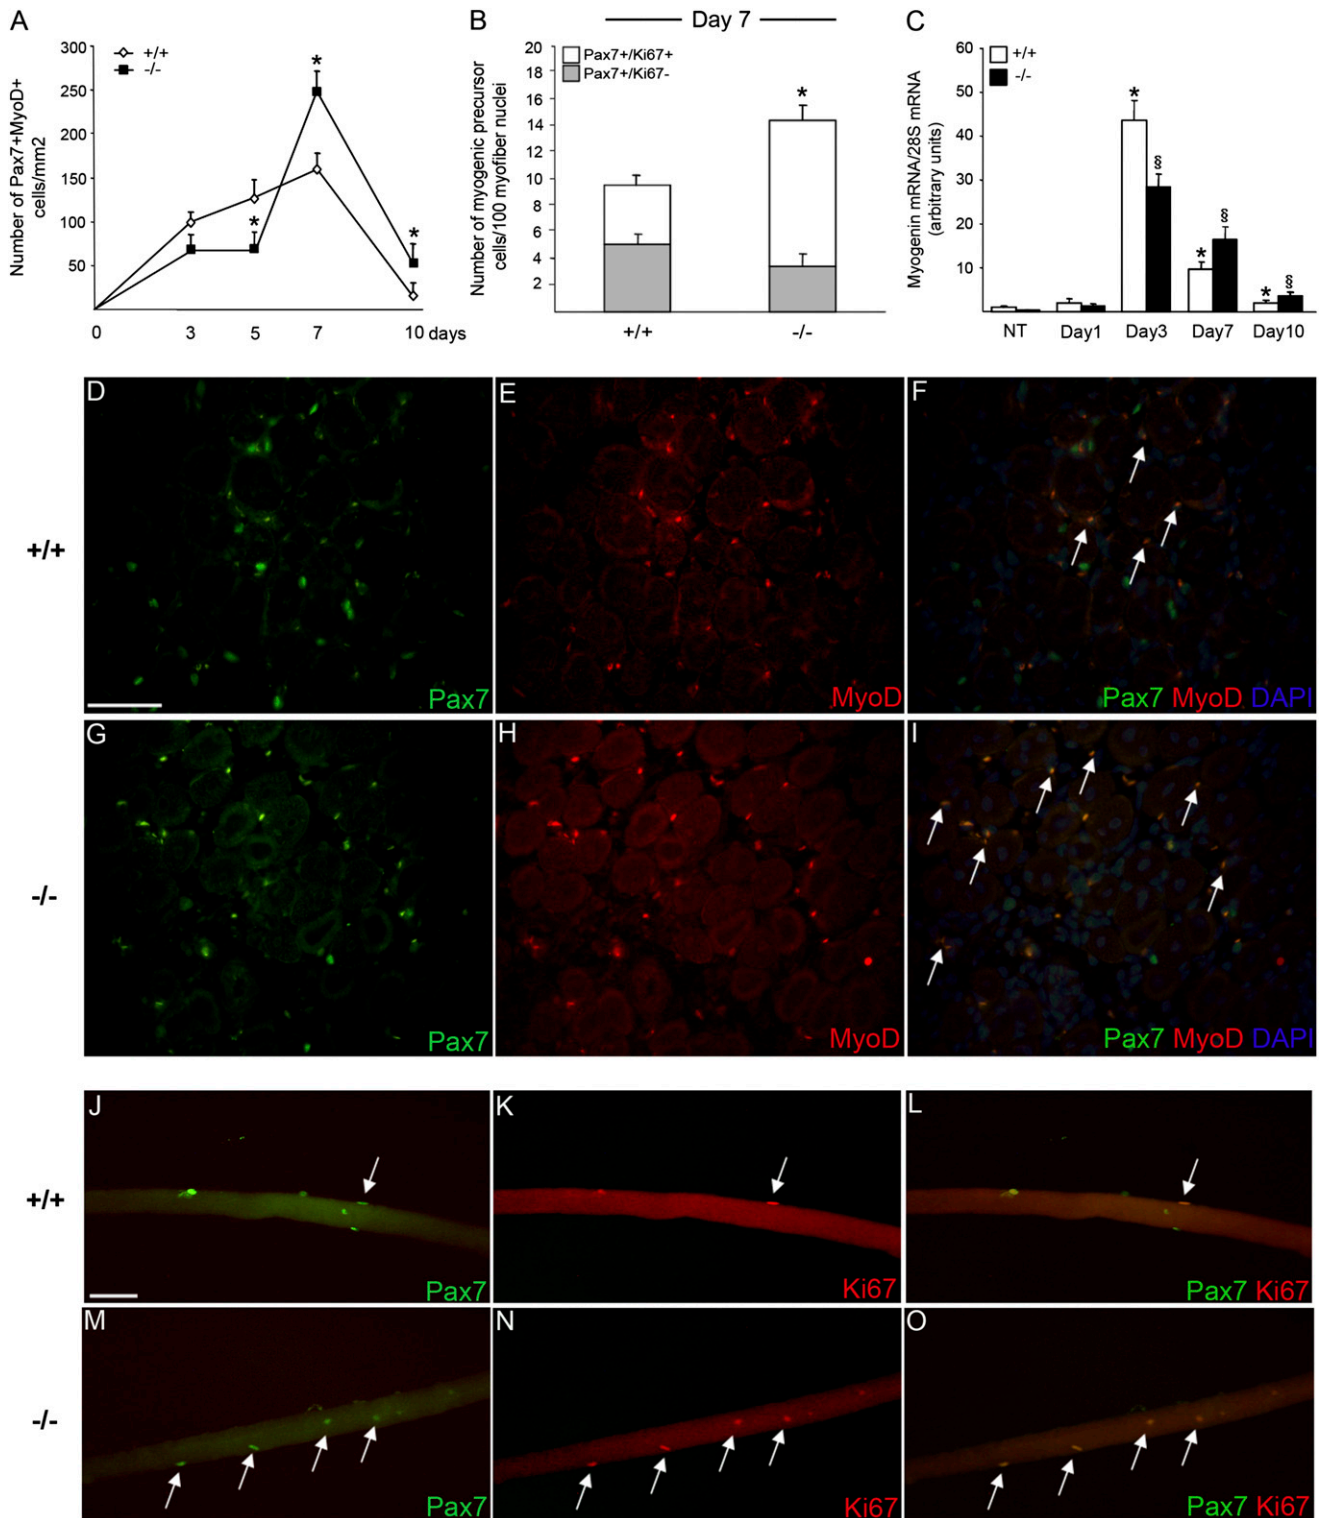 A
Number of Pax7+MyoD+
cells/mm2
300
250
200
150
100
50
+/+
-/-
*
*
*
0
3
5
7
10 days
B
Day 7
Number of myogenic precursor
cells/100 myofiber nuclei
20
18
16
14
12
10
8
6
4
2
Pax7+/Ki67+
Pax7+/Ki67-
*
+/+
-/-
C
Myogenin mRNA/28S mRNA
(arbitrary units)
60
50
40
30
20
10
+/+
-/-
*
§
*
§
*
§
NT
Day1
Day3
Day7
Day10
+/+
D
Pax7
E
MyoD
F
Pax7 MyoD DAPI
-/-
G
Pax7
H
MyoD
I
Pax7 MyoD DAPI
+/+
J
Pax7
K
Ki67
L
Pax7 Ki67
-/-
M
Pax7
N
Ki67
O
Pax7 Ki67